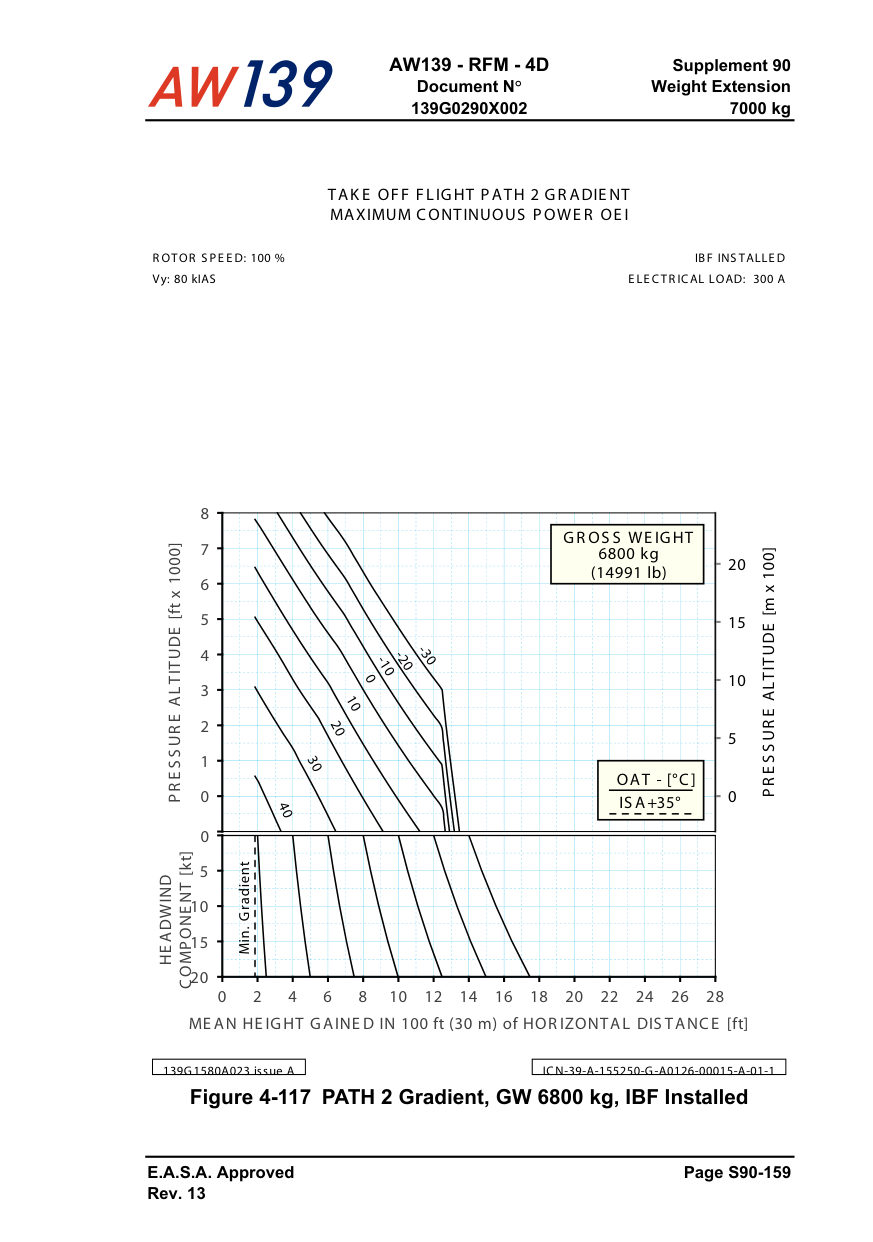 AW139
AW139 - RFM - 4D
Document N°
139G0290X002
Supplement 90
Weight Extension
7000 kg
TAKE OFF FLIGHT PATH 2 GRADIENT
MAXIMUM CONTINUOUS POWER OEI
ROTOR SPEED: 100 %
IBF INSTALLED
Vy: 80 kIAS
ELECTRICAL LOAD: 300 A
PRESSURE ALTITUDE [ft x 1000]
8
7
6
5
4
3
2
1
0
GROSS WEIGHT
6800 kg
(14991 lb)
-30
-20
-10
0
10
20
30
40
OAT - [°C]
ISA+35°
20
15
10
5
0
PRESSURE ALTITUDE [m x 100]
HEADWIND
COMPONENT [kt]
0
5
10
15
20
Min. Gradient
0 2 4 6 8 10 12 14 16 18 20 22 24 26 28
MEAN HEIGHT GAINED IN 100 ft (30 m) of HORIZONTAL DISTANCE [ft]
139G1580A023 issue A
ICN-39-A-155250-G-A0126-00015-A-01-1
Figure 4-117 PATH 2 Gradient, GW 6800 kg, IBF Installed
E.A.S.A. Approved
Page S90-159
Rev. 13